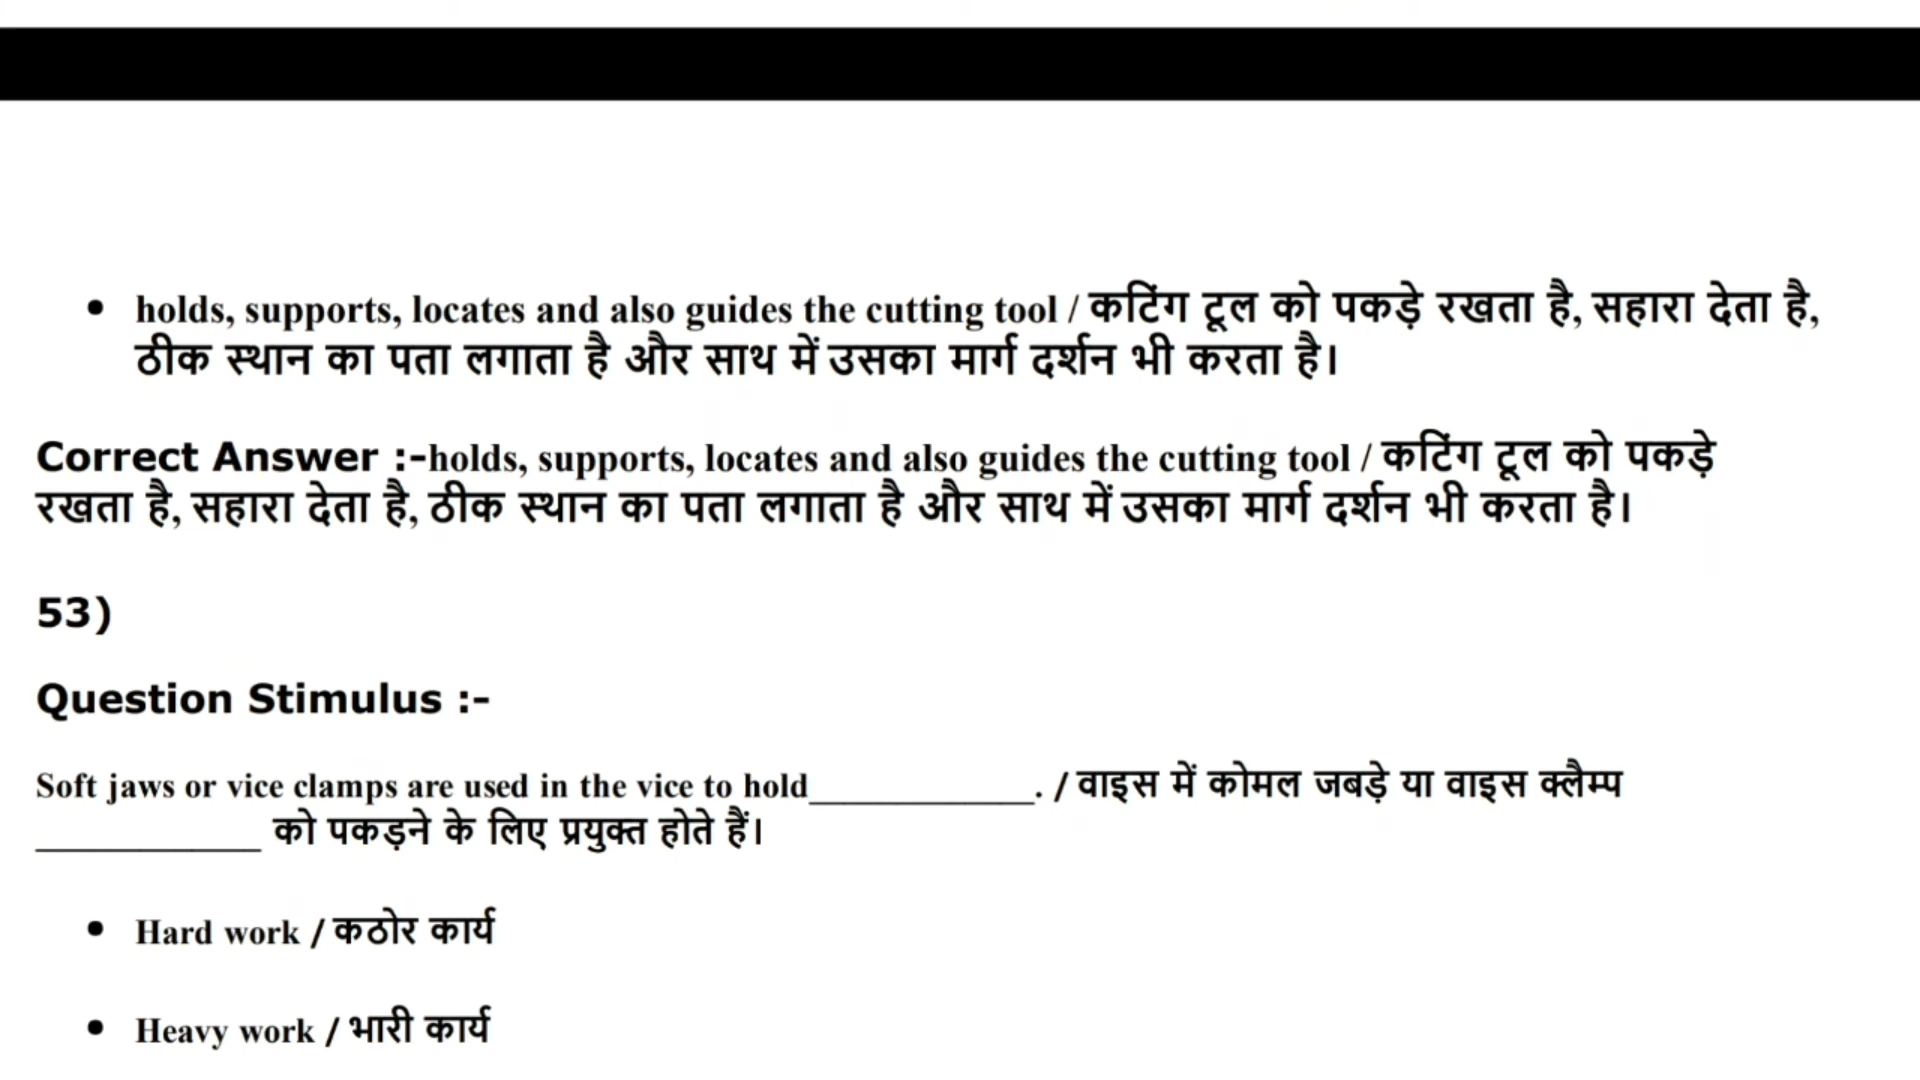 • holds, supports, locates and also guides the cutting tool / कटिंग टूल को पकड़े रखता है, सहारा देता है,
ठीक स्थान का पता लगाता है और साथ में उसका मार्ग दर्शन भी करता है।
Correct Answer :-holds, supports, locates and also guides the cutting tool / कटिंग टूल को पकड़े
रखता है, सहारा देता है, ठीक स्थान का पता लगाता है और साथ में उसका मार्ग दर्शन भी करता है।
53)
Question Stimulus :-
Soft jaws or vice clamps are used in the vice to hold____________. / वाइस में कोमल जबड़े या वाइस क्लैम्प
____________ को पकड़ने के लिए प्रयुक्त होते हैं।
• Hard work / कठोर कार्य
• Heavy work / भारी कार्य